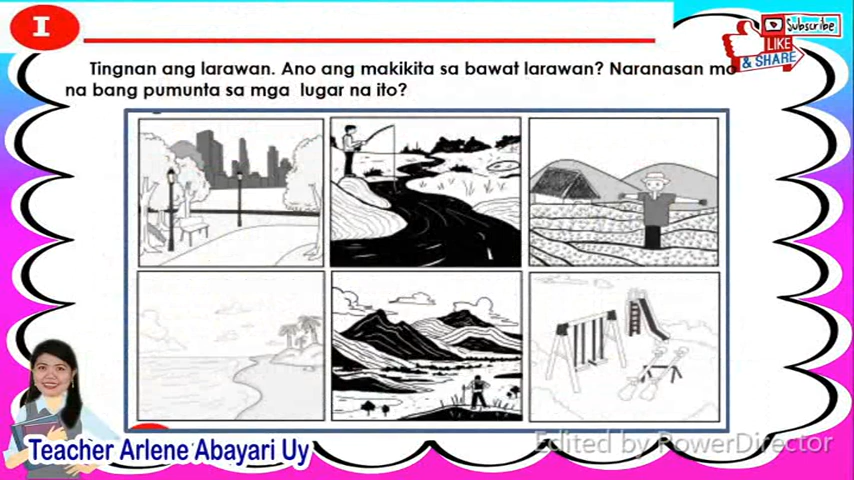 I
Subscribe
LIKE
& SHARE
Tingnan ang larawan. Ano ang makikita sa bawat larawan? Naranasan mo
na bang pumunta sa mga lugar na ito?
Teacher Arlene Abayari Uy
Edited by PowerDirector